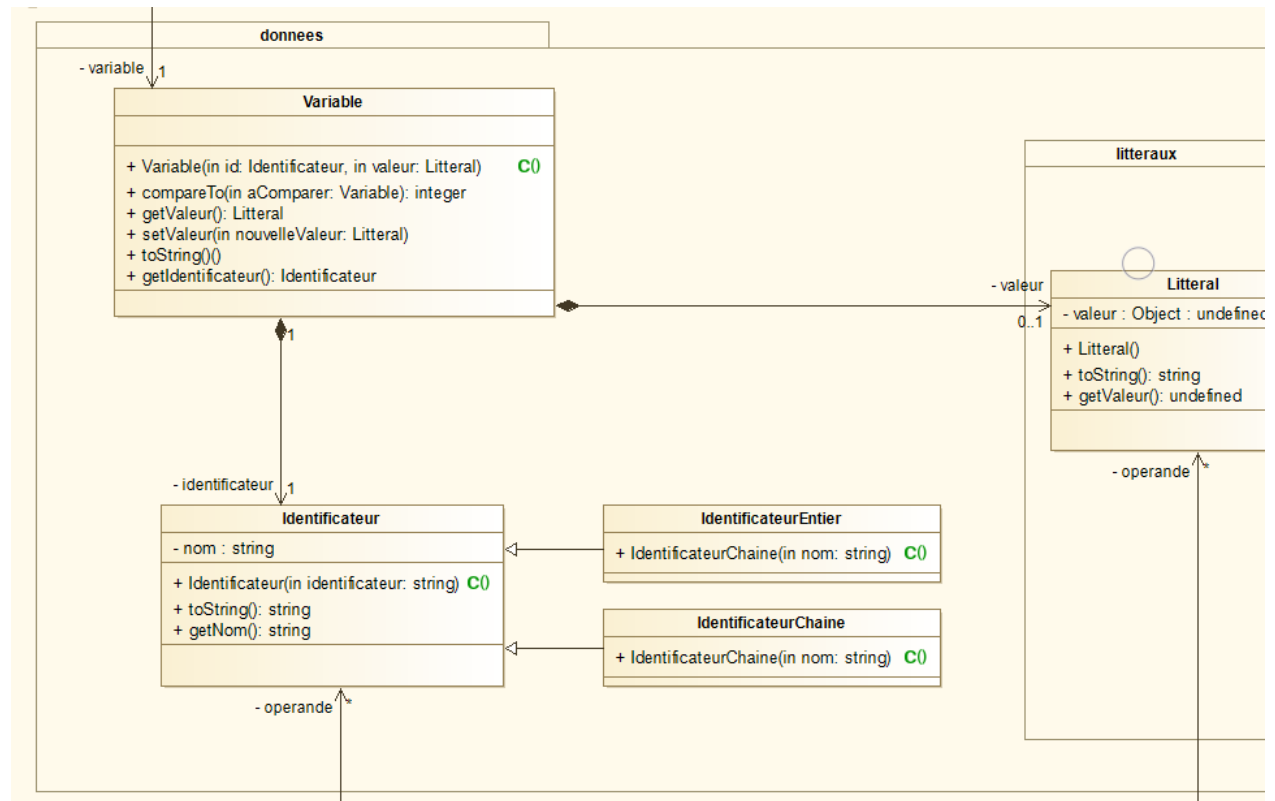 donnees
- variable
1
Variable
+ Variable(in id: Identificateur, in valeur: Litteral) C()
+ compareTo(in aComparer: Variable): integer
+ getValeur(): Litteral
+ setValeur(in nouvelleValeur: Litteral)
+ toString()()
+ getIdentificateur(): Identificateur
litteraux
- valeur
0..1
Litteral
- valeur : Object : undefined
+ Litteral()
+ toString(): string
+ getValeur(): undefined
- operande
*
1
- identificateur
1
Identificateur
- nom : string
+ Identificateur(in identificateur: string) C()
+ toString(): string
+ getNom(): string
IdentificateurEntier
+ IdentificateurChaine(in nom: string) C()
IdentificateurChaine
+ IdentificateurChaine(in nom: string) C()
- operande
*